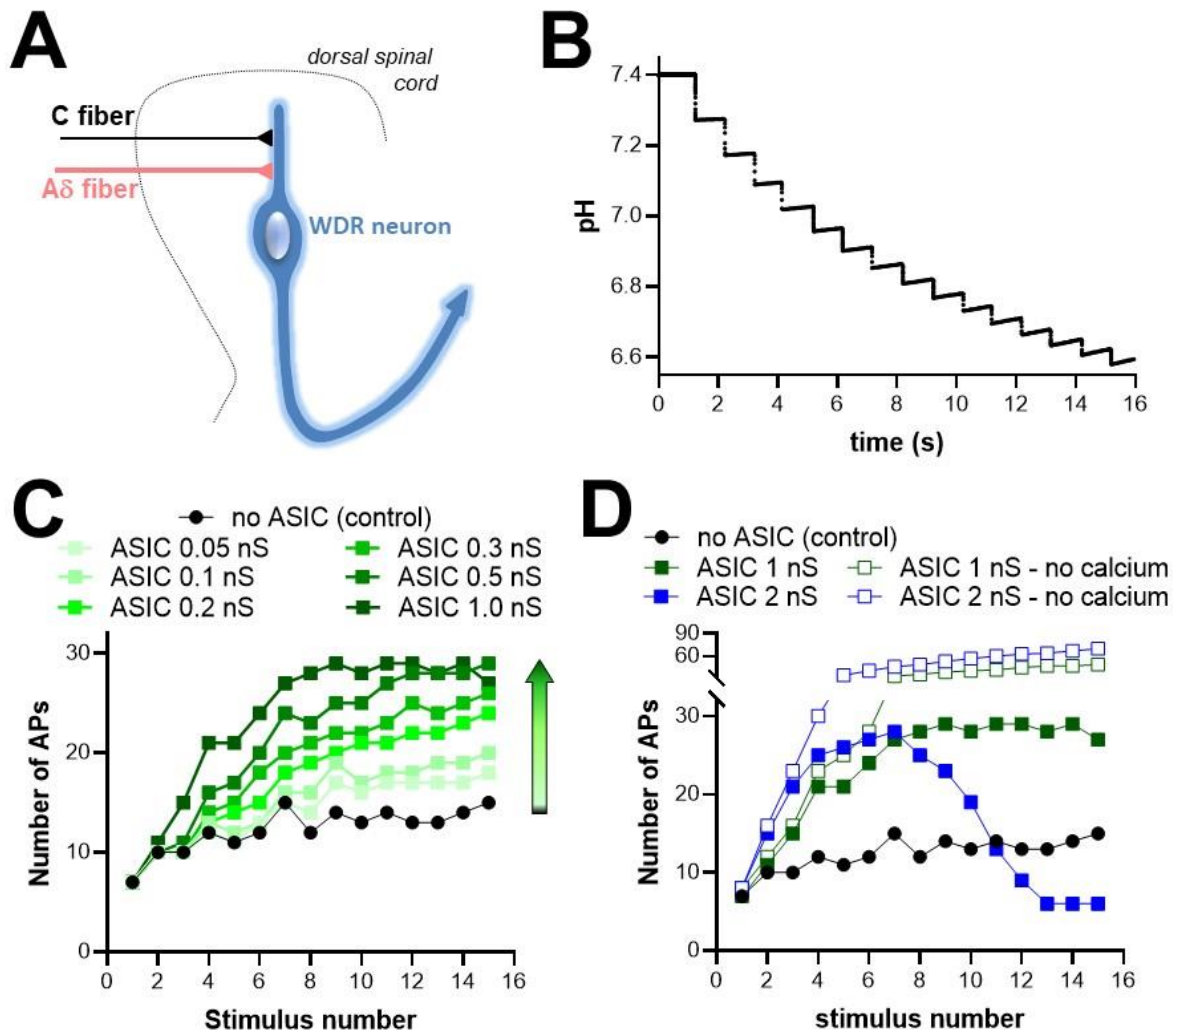 A
dorsal spinal
cord
C fiber
Aδ fiber
WDR neuron
B
7.4
7.2
7.0
6.8
6.6
pH
0 2 4 6 8 10 12 14 16
time (s)
C
no ASIC (control)
ASIC 0.05 nS ASIC 0.3 nS
ASIC 0.1 nS ASIC 0.5 nS
ASIC 0.2 nS ASIC 1.0 nS
30
20
10
0
Number of APs
0 2 4 6 8 10 12 14 16
Stimulus number
D
no ASIC (control)
ASIC 1 nS ASIC 1 nS - no calcium
ASIC 2 nS ASIC 2 nS - no calcium
90
60
30
20
10
0
Number of APs
0 2 4 6 8 10 12 14 16
stimulus number